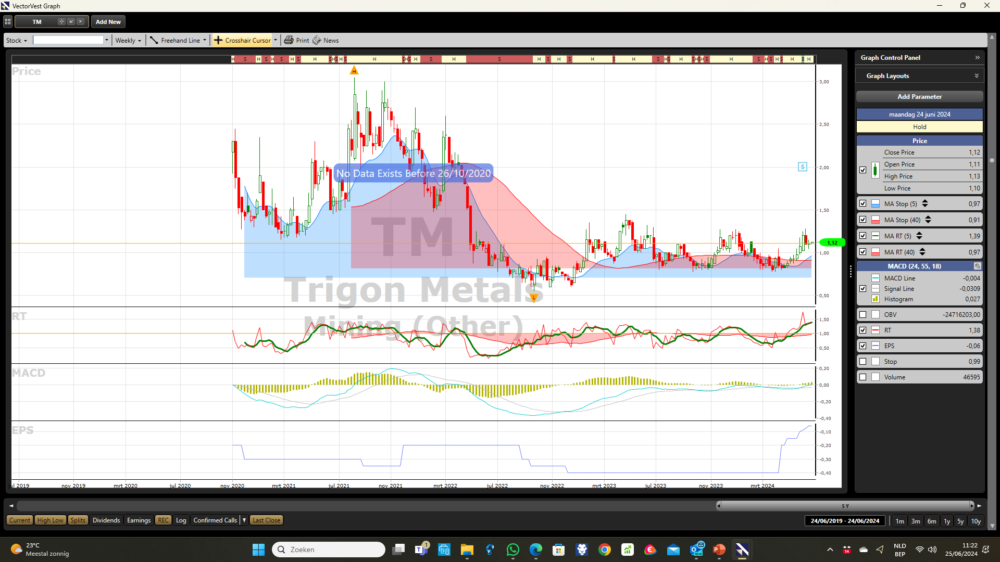 VectorVest Graph
TM
Add New
Stock
Weekly
Freehand Line
Crosshair Cursor
Print
News
H S H S H S H S H S H S H S H S H S H S H S H S H S H S H S H S H S H S H S H S H S H S H B H
Price
H
3,00
2,50
2,00
1,50
1,12
1,00
0,50
S
No Data Exists Before 26/10/2020
TM
Trigon Metals
Mining (Other)
L
RT
1,50
1,00
0,50
MACD
0,20
0,00
-0,20
-0,40
EPS
-0,10
-0,20
-0,30
-0,40
jul 2019
nov 2019
mrt 2020
jul 2020
nov 2020
mrt 2021
jul 2021
nov 2021
mrt 2022
jul 2022
nov 2022
mrt 2023
jul 2023
nov 2023
mrt 2024
Graph Control Panel
Graph Layouts
Add Parameter
maandag 24 juni 2024
Hold
Price
Close Price 1,12
Open Price 1,11
High Price 1,13
Low Price 1,10
MA Stop (5) 0,97
MA Stop (40) 0,91
MA RT (5) 1,39
MA RT (40) 0,97
MACD (24, 55, 18)
MACD Line -0,004
Signal Line -0,0309
Histogram 0,027
OBV -24716203,00
RT 1,38
EPS -0,06
Stop 0,99
Volume 46595
5 Y
Current
High Low
Splits
Dividends
Earnings
REC
Log
Confirmed Calls
Last Close
24/06/2019 - 24/06/2024
1m
3m
6m
1y
5y
10y
23°C
Meestal zonnig
Zoeken
1
NEW
14
NLD
BEP
11:22
25/06/2024